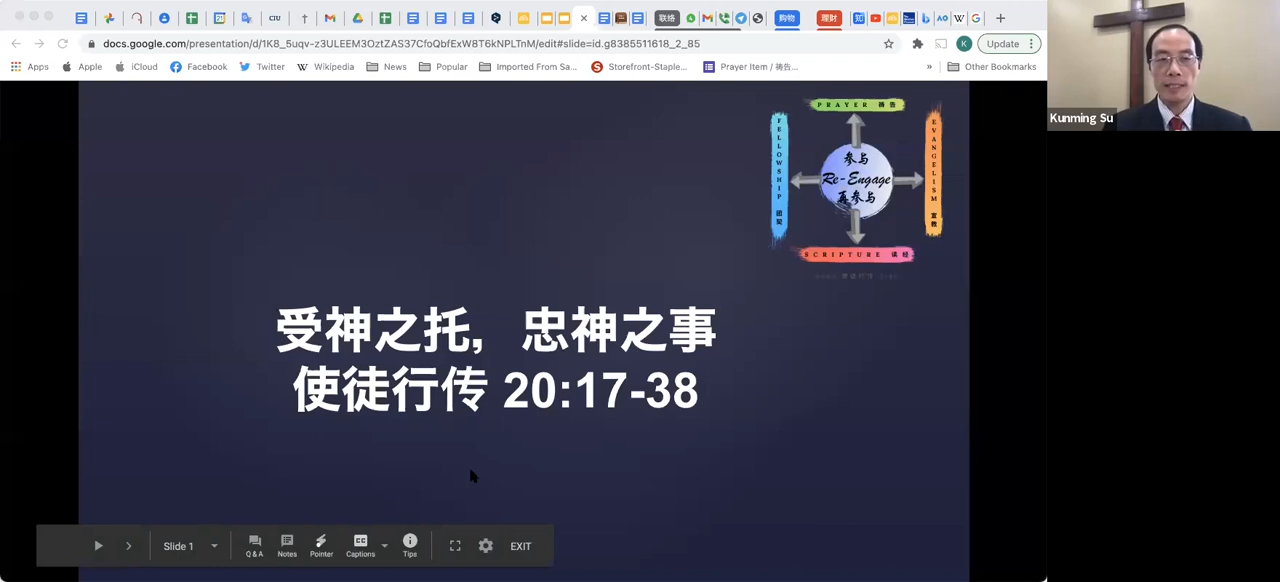 CIU
联络
购物
理财
知
AO
W
G
docs.google.com/presentation/d/1K8_5uqv-z3ULEEM3OztZAS37CfoQbfExW8T6kNPLTnM/edit#slide=id.g8385511618_2_85
K
Update
Apps
Apple
iCloud
Facebook
Twitter
Wikipedia
News
Popular
Imported From Sa...
Storefront-Staple...
Prayer Item / 祷告...
»
Other Bookmarks
Kunming Su
PRAYER 祷告
FELLOWSHIP 团契
EVANGELISM 宣教
参与
Re-Engage
再参与
SCRIPTURE 读经
受神之托，忠神之事
使徒行传 20:17-38
Slide 1
Q & A
Notes
Pointer
Captions
Tips
EXIT